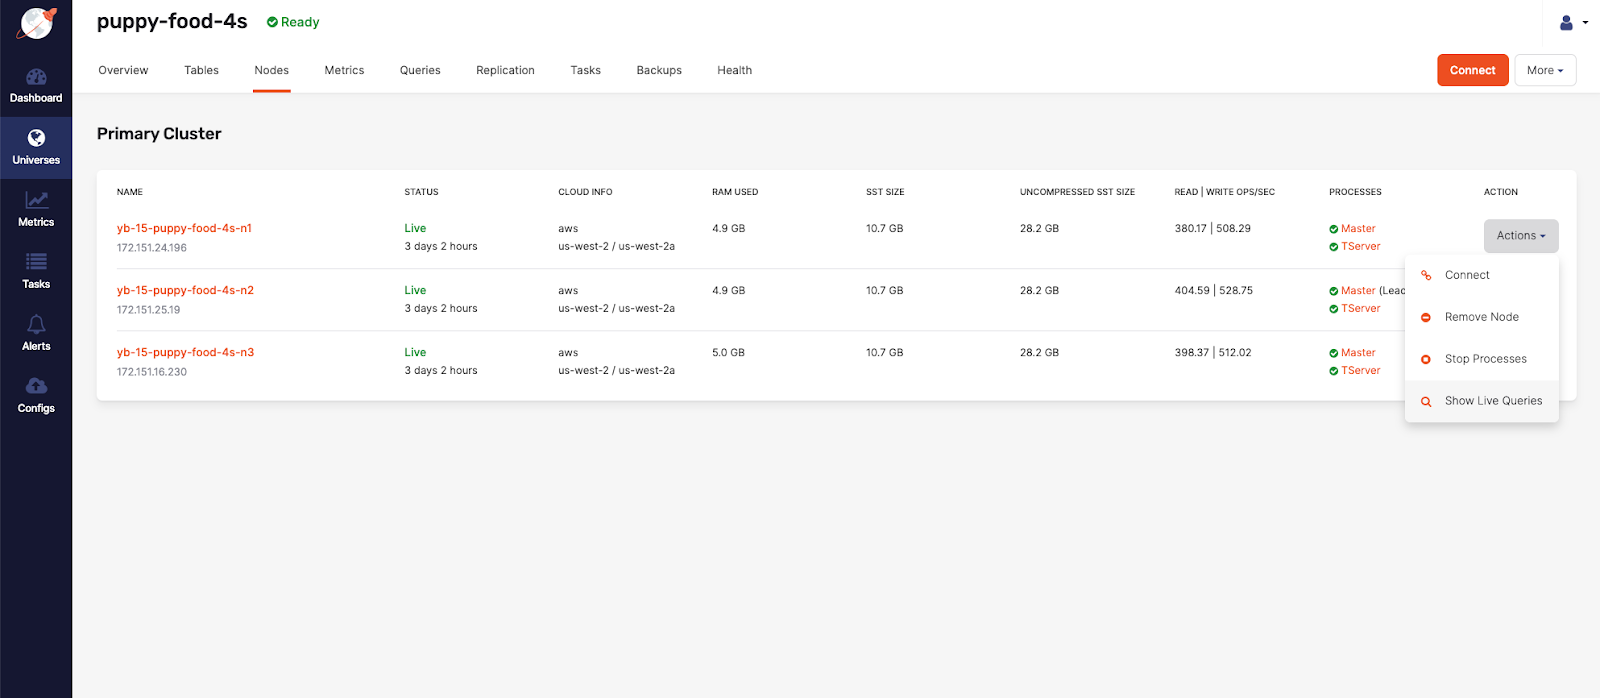 puppy-food-4s Ready
Overview Tables Nodes Metrics Queries Replication Tasks Backups Health Connect More
Dashboard
Universes
Metrics
Tasks
Alerts
Configs
Primary Cluster
NAME STATUS CLOUD INFO RAM USED SST SIZE UNCOMPRESSED SST SIZE READ | WRITE OPS/SEC PROCESSES ACTION
yb-15-puppy-food-4s-n1 Live aws 4.9 GB 10.7 GB 28.2 GB 380.17 | 508.29 Master Actions
172.151.24.196 3 days 2 hours us-west-2 / us-west-2a TServer
yb-15-puppy-food-4s-n2 Live aws 4.9 GB 10.7 GB 28.2 GB 404.59 | 528.75 Master (Leac
172.151.25.19 3 days 2 hours us-west-2 / us-west-2a TServer
yb-15-puppy-food-4s-n3 Live aws 5.0 GB 10.7 GB 28.2 GB 398.37 | 512.02 Master
172.151.16.230 3 days 2 hours us-west-2 / us-west-2a TServer
Connect
Remove Node
Stop Processes
Show Live Queries